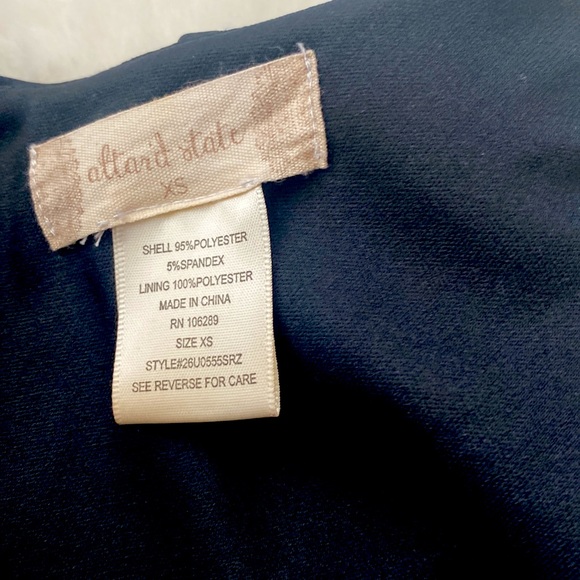 altar'd state
XS
SHELL 95%POLYESTER
5%SPANDEX
LINING 100%POLYESTER
MADE IN CHINA
RN 106289
SIZE XS
STYLE#26U0555SRZ
SEE REVERSE FOR CARE